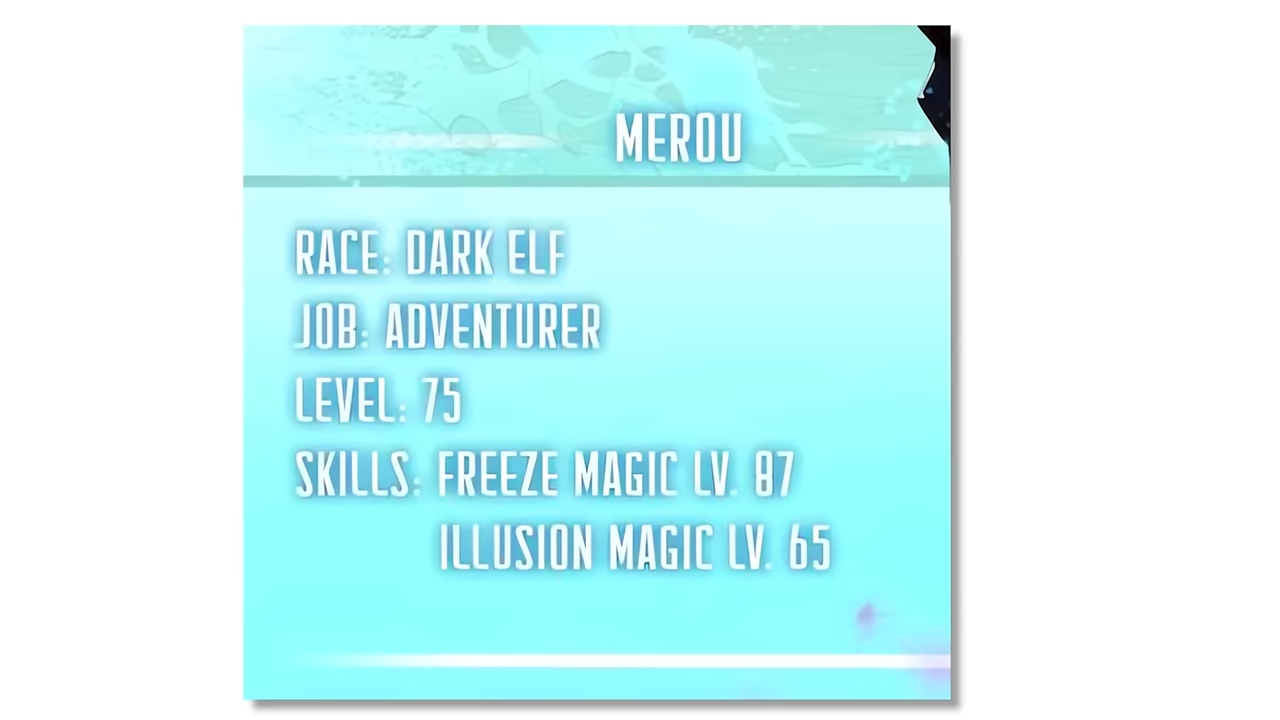 MEROU
RACE: DARK ELF
JOB: ADVENTURER
LEVEL: 75
SKILLS: FREEZE MAGIC LV. 87
ILLUSION MAGIC LV. 65